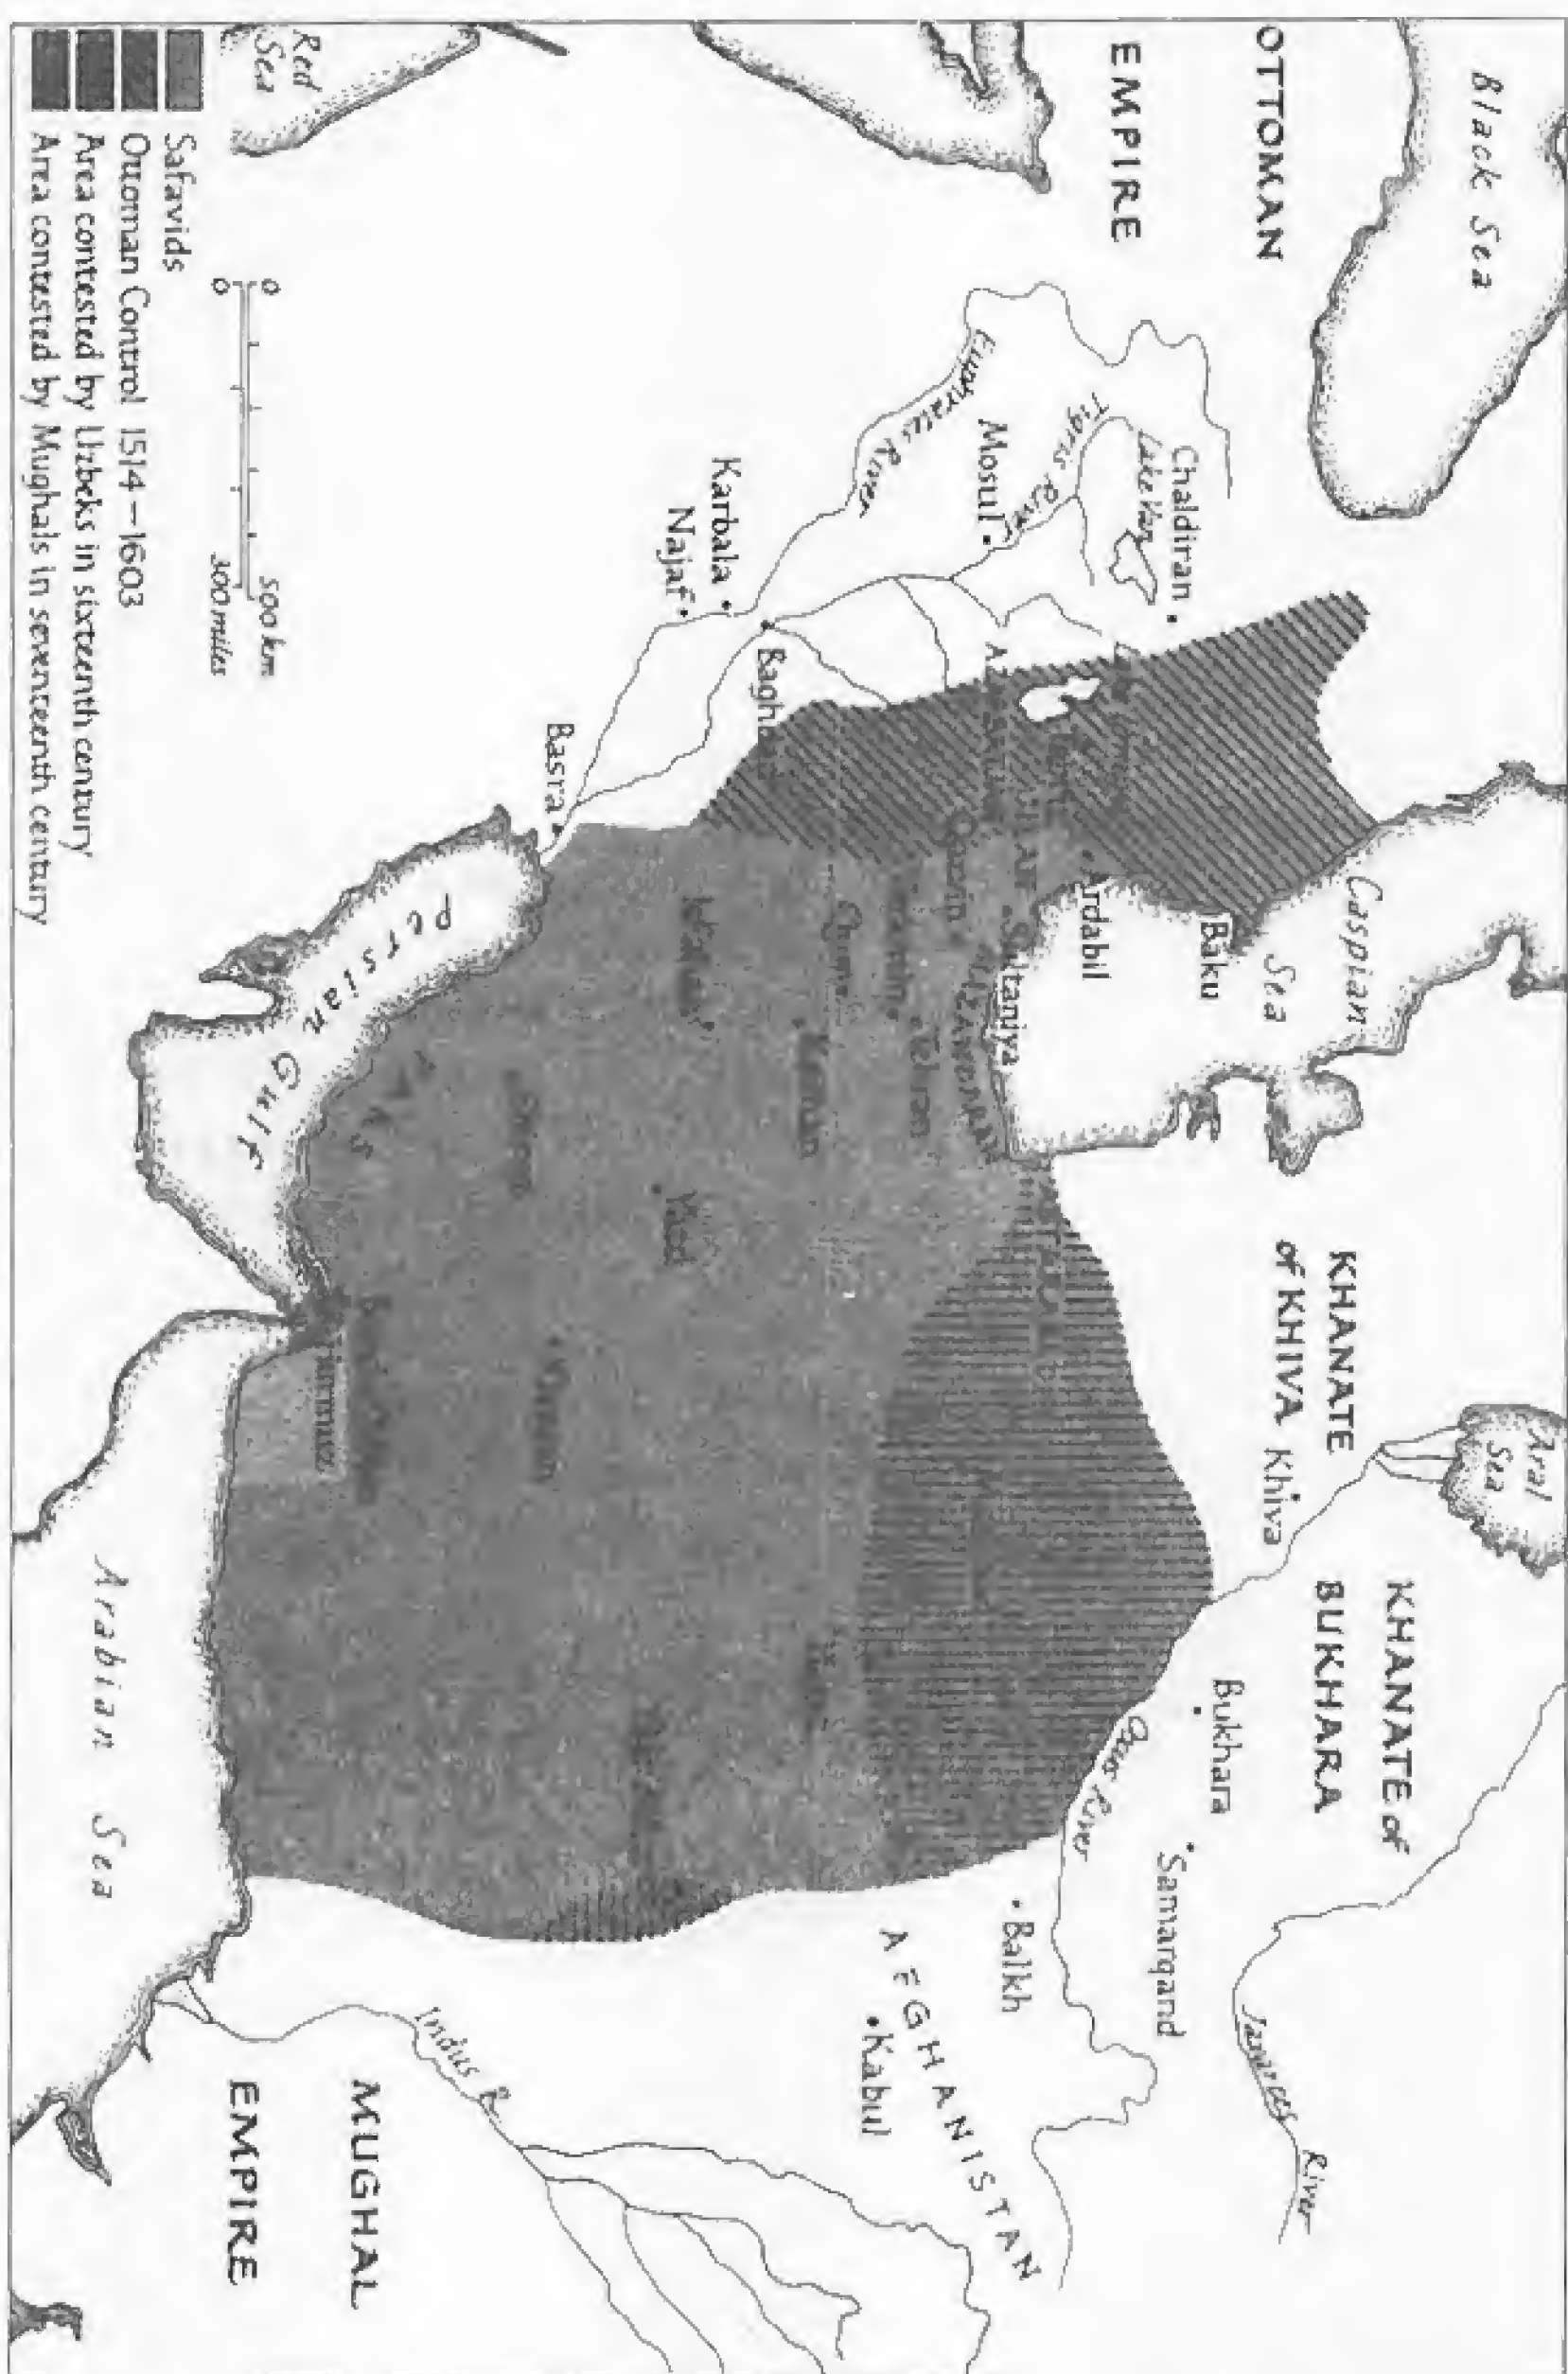 Black Sea
OTTOMAN
EMPIRE
Caspian
Sea
Aral
Sea
KHANATE
of KHIVA
Khiva
KHANATE of
BUKHARA
Bukhara
Samarqand
Jaxartes River
Oxus River
Chaldiran
Lake Van
Tigris River
Mosul
Euphrates River
Karbala
Najaf
Basra
Baku
Ardabil
Sultaniya
Qazvin
Tehran
Yazd
Balkh
AFGHANISTAN
Kabul
Indus R.
MUGHAL
EMPIRE
Persian Gulf
Arabian Sea
Red
Sea
0 500 km
0 300 miles
Safavids
Ottoman Control 1514–1603
Area contested by Uzbeks in sixteenth century
Area contested by Mughals in seventeenth century